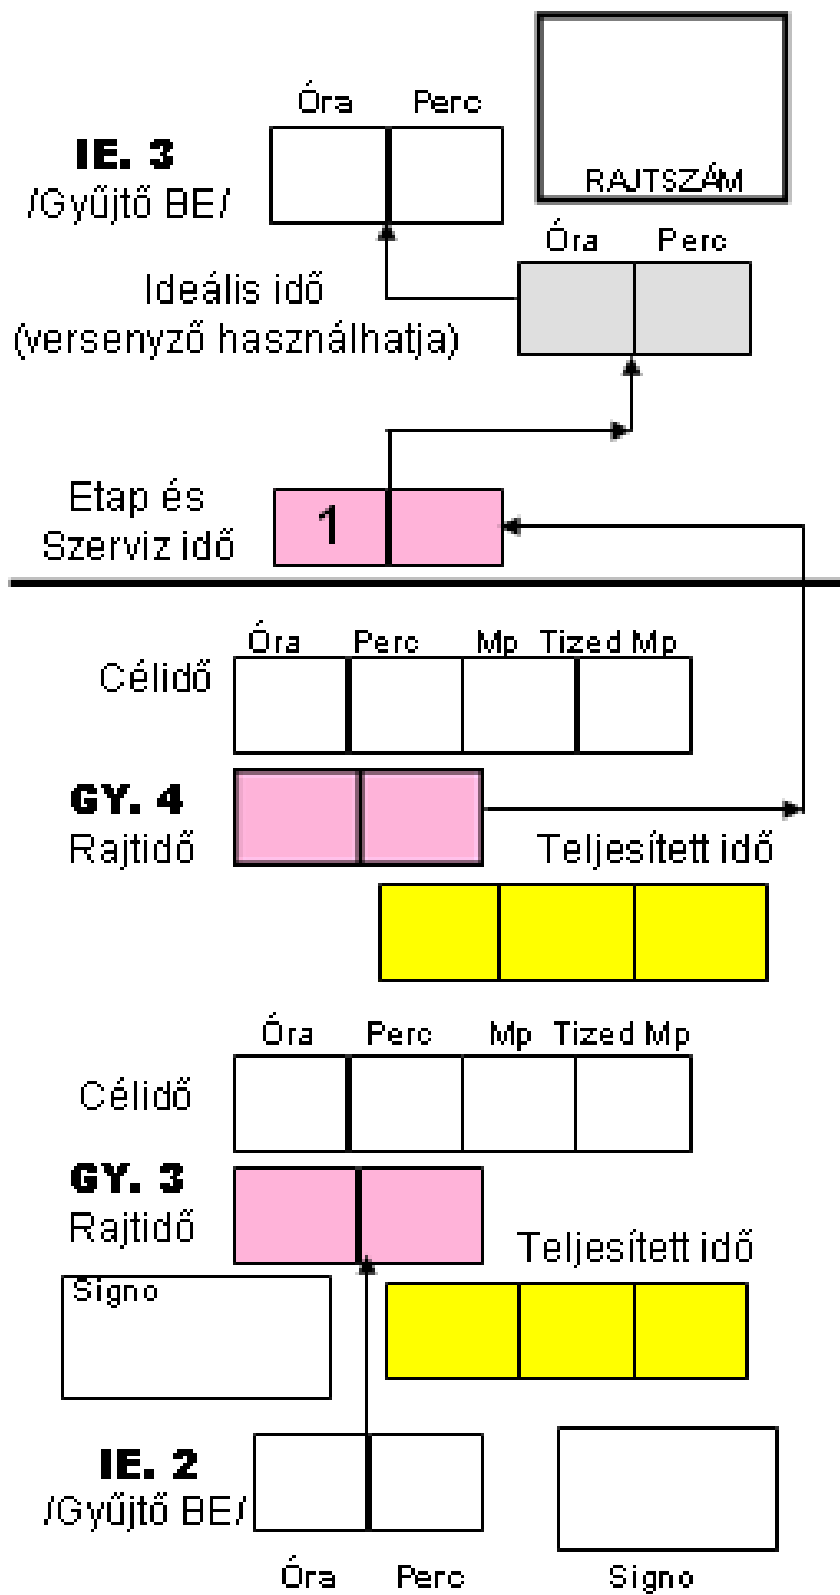 Óra Perc
IE. 3
/Gyűjtő BE/
RAJTSZÁM
Óra Perc
Ideális idő
(versenyző használhatja)
Etap és
Szerviz idő
1
Óra Perc Mp Tized Mp
Célidő
GY. 4
Rajtidő
Teljesített idő
Óra Perc Mp Tized Mp
Célidő
GY. 3
Rajtidő
Teljesített idő
Signo
IE. 2
/Gyűjtő BE/
Óra Perc Signo